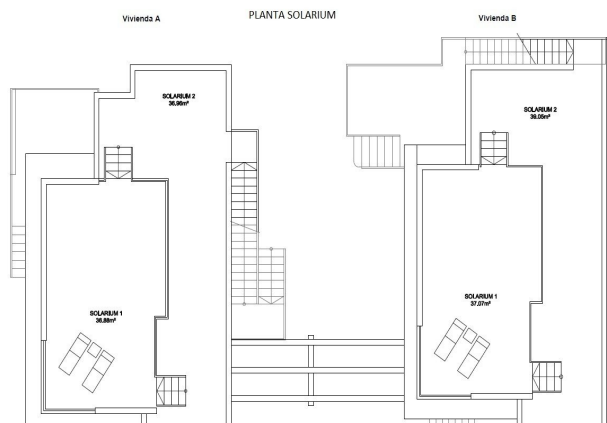 PLANTA SOLARIUM
Vivienda A
Vivienda B
SOLARIUM 2
36.96m²
SOLARIUM 2
39.05m²
SOLARIUM 1
36.88m²
SOLARIUM 1
37.07m²